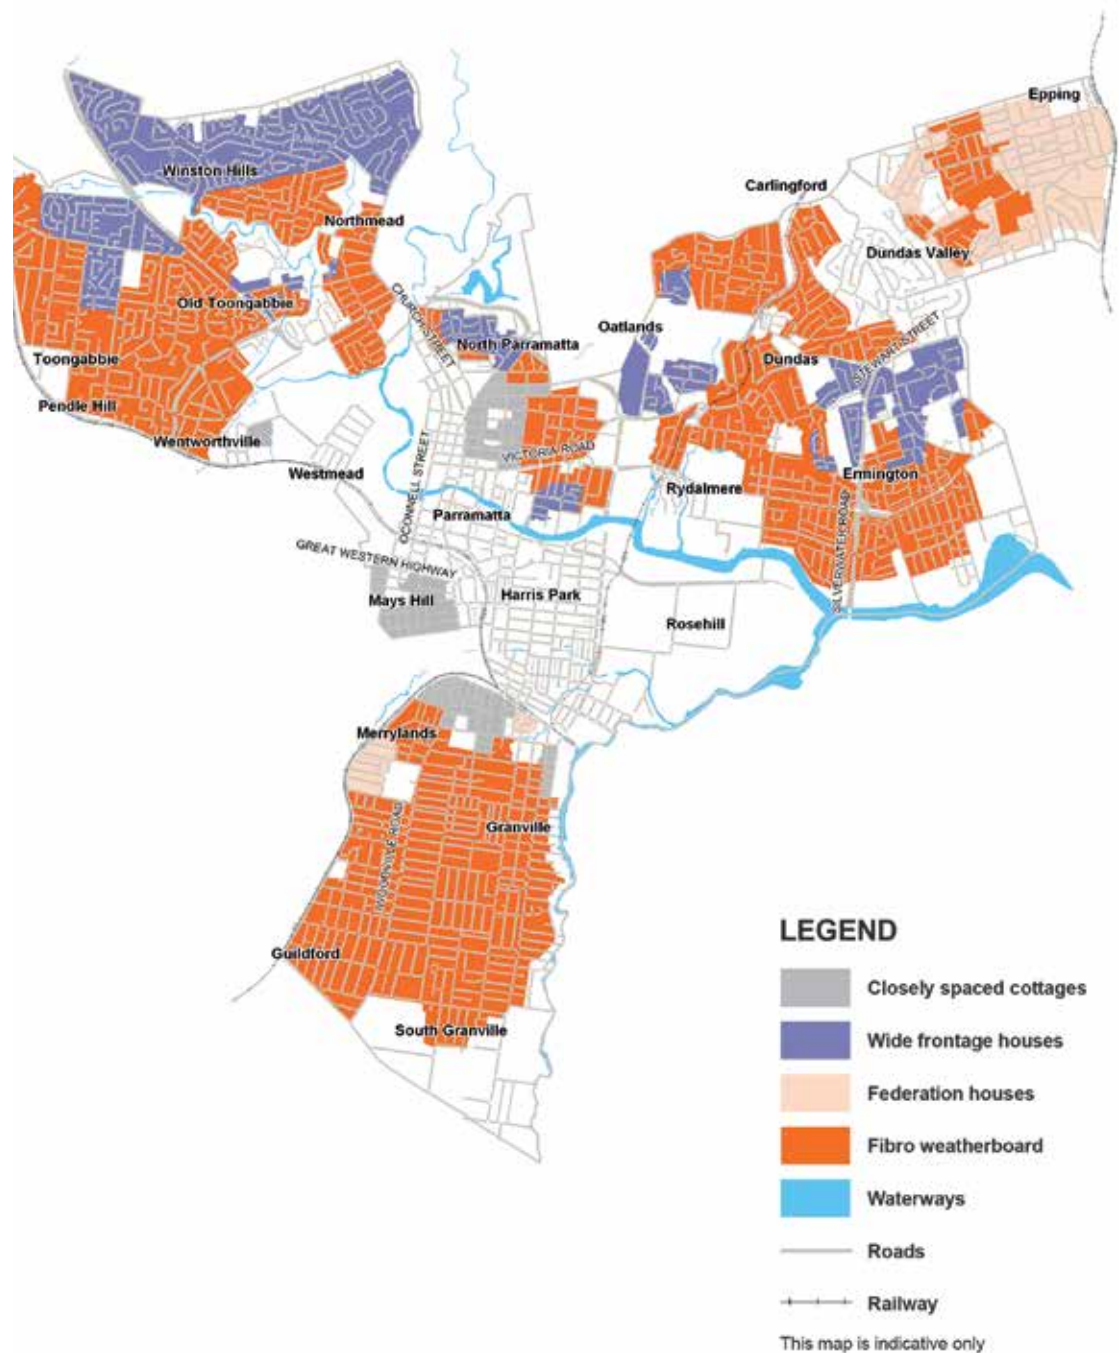 Epping
Winston Hills
Carlingford
Northmead
Dundas Valley
Old Toongabbie
CHURCH STREET
Oatlands
STEWART STREET
North Parramatta
Toongabbie
Dundas
Pendle Hill
Wentworthville
VICTORIA ROAD
Westmead
OCONNELL STREET
Ermington
Rydalmere
Parramatta
SILVERWATER ROAD
GREAT WESTERN HIGHWAY
Harris Park
Mays Hill
Rosehill
Merrylands
Granville
WOODVILLE ROAD
Guildford
South Granville
LEGEND
Closely spaced cottages
Wide frontage houses
Federation houses
Fibro weatherboard
Waterways
Roads
Railway
This map is indicative only